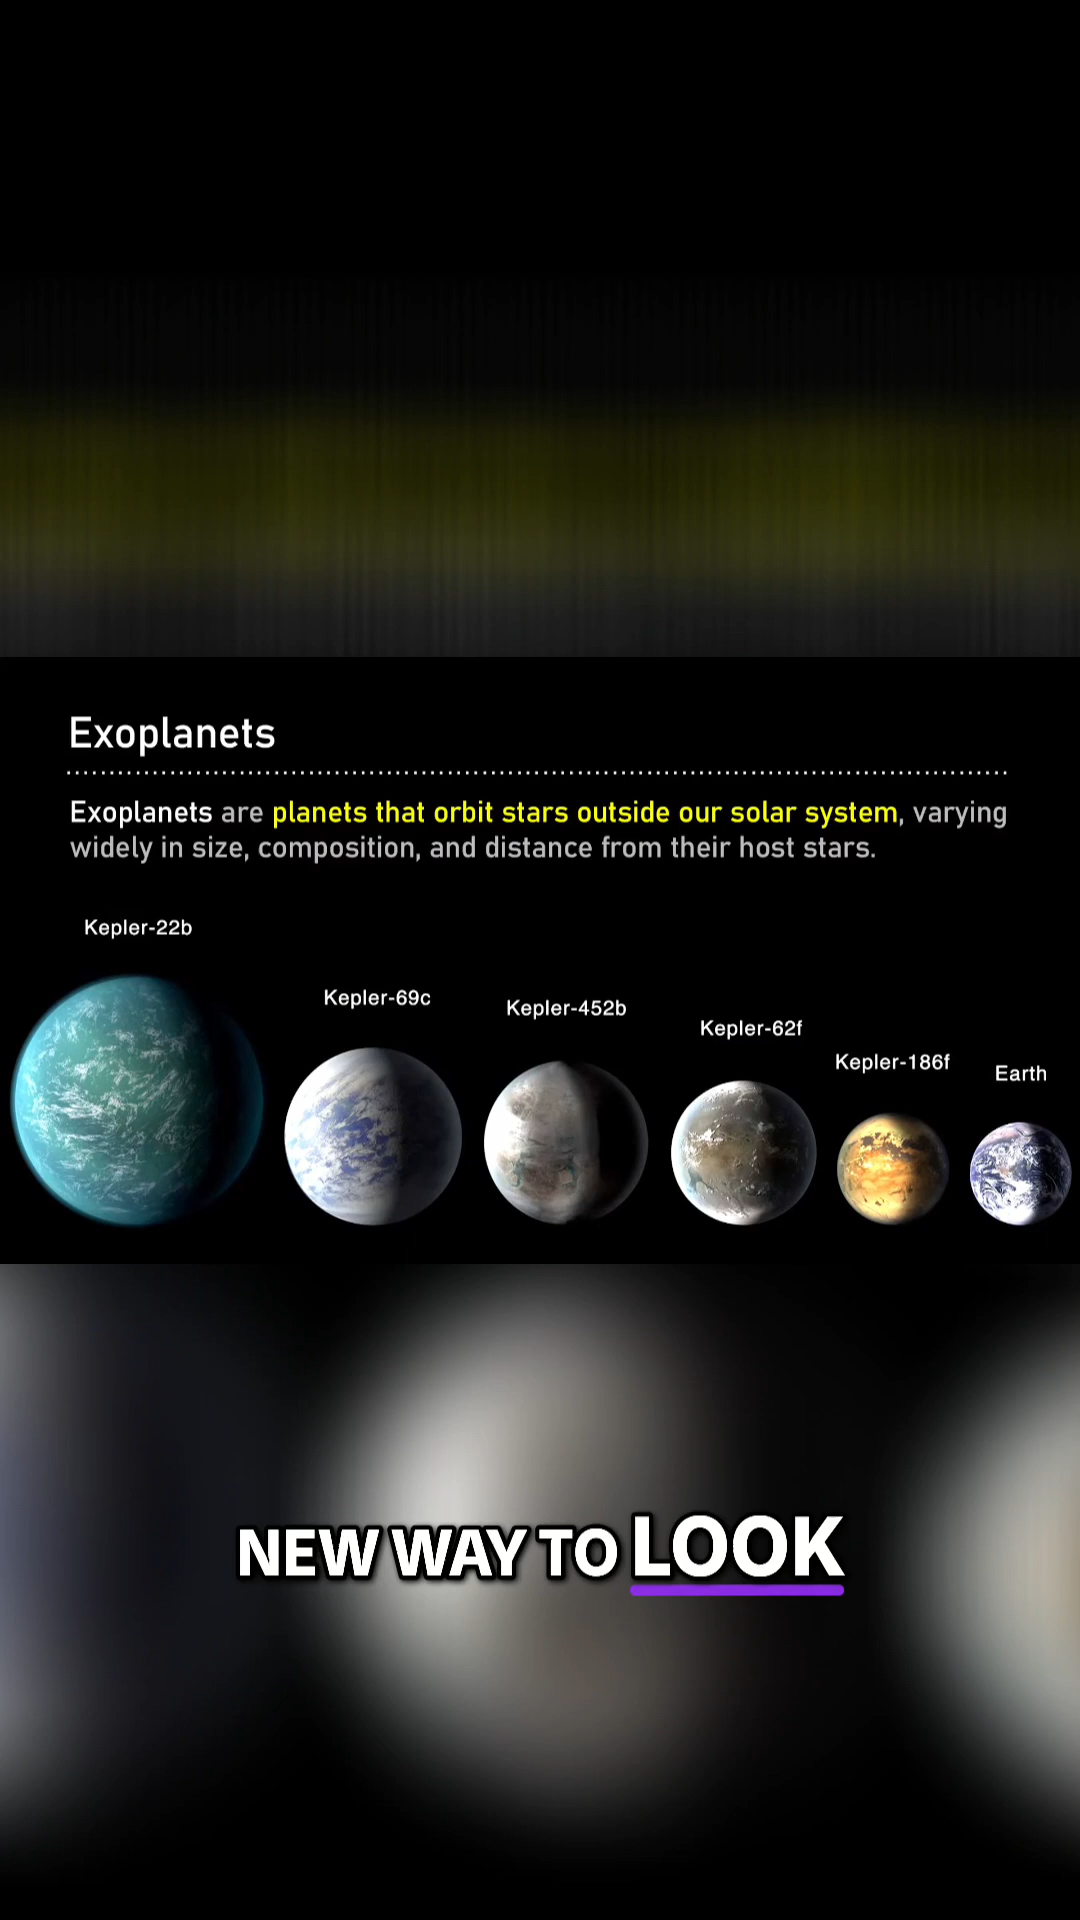 Exoplanets
Exoplanets are planets that orbit stars outside our solar system, varying
widely in size, composition, and distance from their host stars.
Kepler-22b
Kepler-69c
Kepler-452b
Kepler-62f
Kepler-186f
Earth
NEW WAY TO LOOK